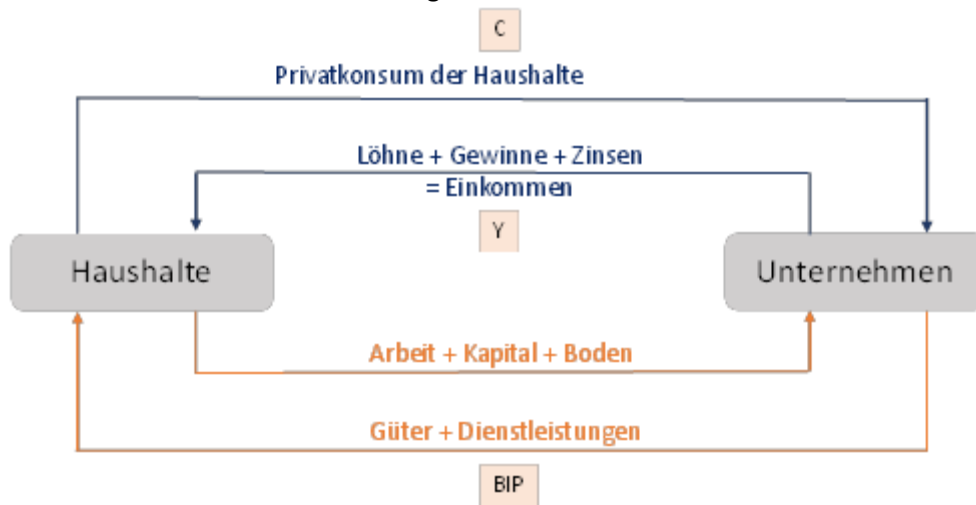 C
Privatkonsum der Haushalte
Löhne + Gewinne + Zinsen
= Einkommen
Y
Haushalte
Unternehmen
Arbeit + Kapital + Boden
Güter + Dienstleistungen
BIP